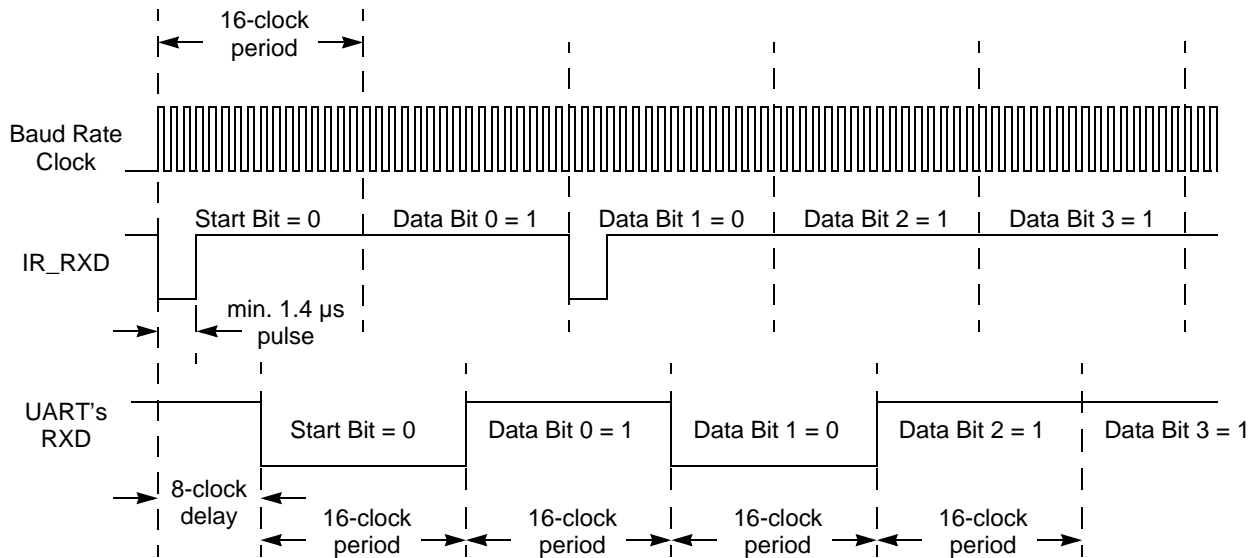 16-clock
period
Baud Rate
Clock
Start Bit = 0
Data Bit 0 = 1
Data Bit 1 = 0
Data Bit 2 = 1
Data Bit 3 = 1
IR_RXD
min. 1.4 µs
pulse
UART's
RXD
Start Bit = 0
Data Bit 0 = 1
Data Bit 1 = 0
Data Bit 2 = 1
Data Bit 3 = 1
8-clock
delay
16-clock
period
16-clock
period
16-clock
period
16-clock
period